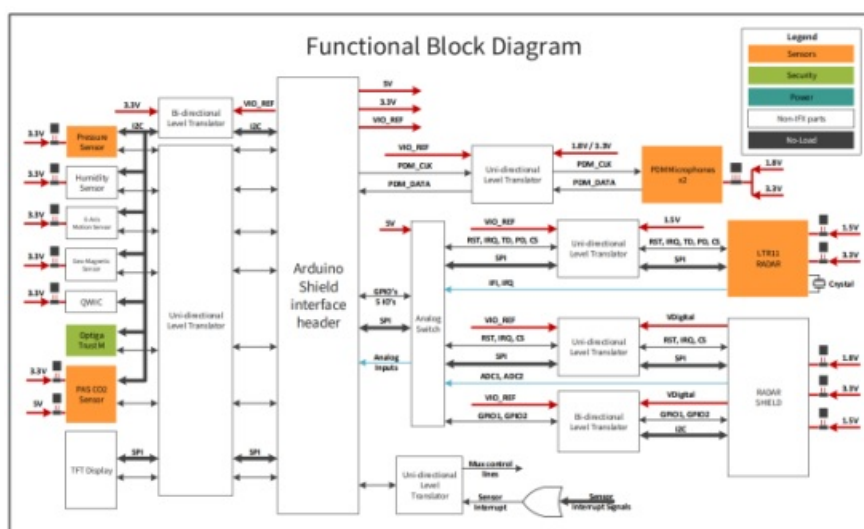 Functional Block Diagram
Legend
Sensors
Security
Power
Non-IFX parts
No-Load
3.3V
Bi-directional
Level Translator
VIO_REF
I2C
I2C
3.3V
Pressure
Sensor
3.3V
Humidity
Sensor
3.3V
Motion Sensor
3.3V
Geo Magnetic
Sensor
3.3V
QWIC
Optiga
Trust M
3.3V
5V
PAS CO2
Sensor
TFT Display
SPI
Uni-directional
Level Translator
SPI
Arduino
Shield
interface
header
5V
3.3V
VIO_REF
VIO_REF
PDM_CLK
PDM_DATA
Uni-directional
Level Translator
1.8V / 3.3V
PDM_CLK
PDM_DATA
PDM Microphones
x2
1.8V
3.3V
5V
GPIO's
5 IO's
SPI
Analog
Inputs
Analog
Switch
VIO_REF
RST, IRQ, TD, PD, CS
SPI
Uni-directional
Level Translator
1.5V
RST, IRQ, TD, PD, CS
SPI
IFI, IRQ
LTR11
RADAR
1.5V
3.3V
Crystal
VIO_REF
RST, IRQ, CS
SPI
Uni-directional
Level Translator
VDigital
RST, IRQ, CS
SPI
ADC1, ADC2
VIO_REF
GPIO1, GPIO2
Bi-directional
Level Translator
VDigital
GPIO1, GPIO2
I2C
RADAR
SHIELD
1.8V
3.3V
1.5V
Uni-directional
Level Translator
Mux control
lines
Sensor
Interrupt
Sensor
Interrupt Signals